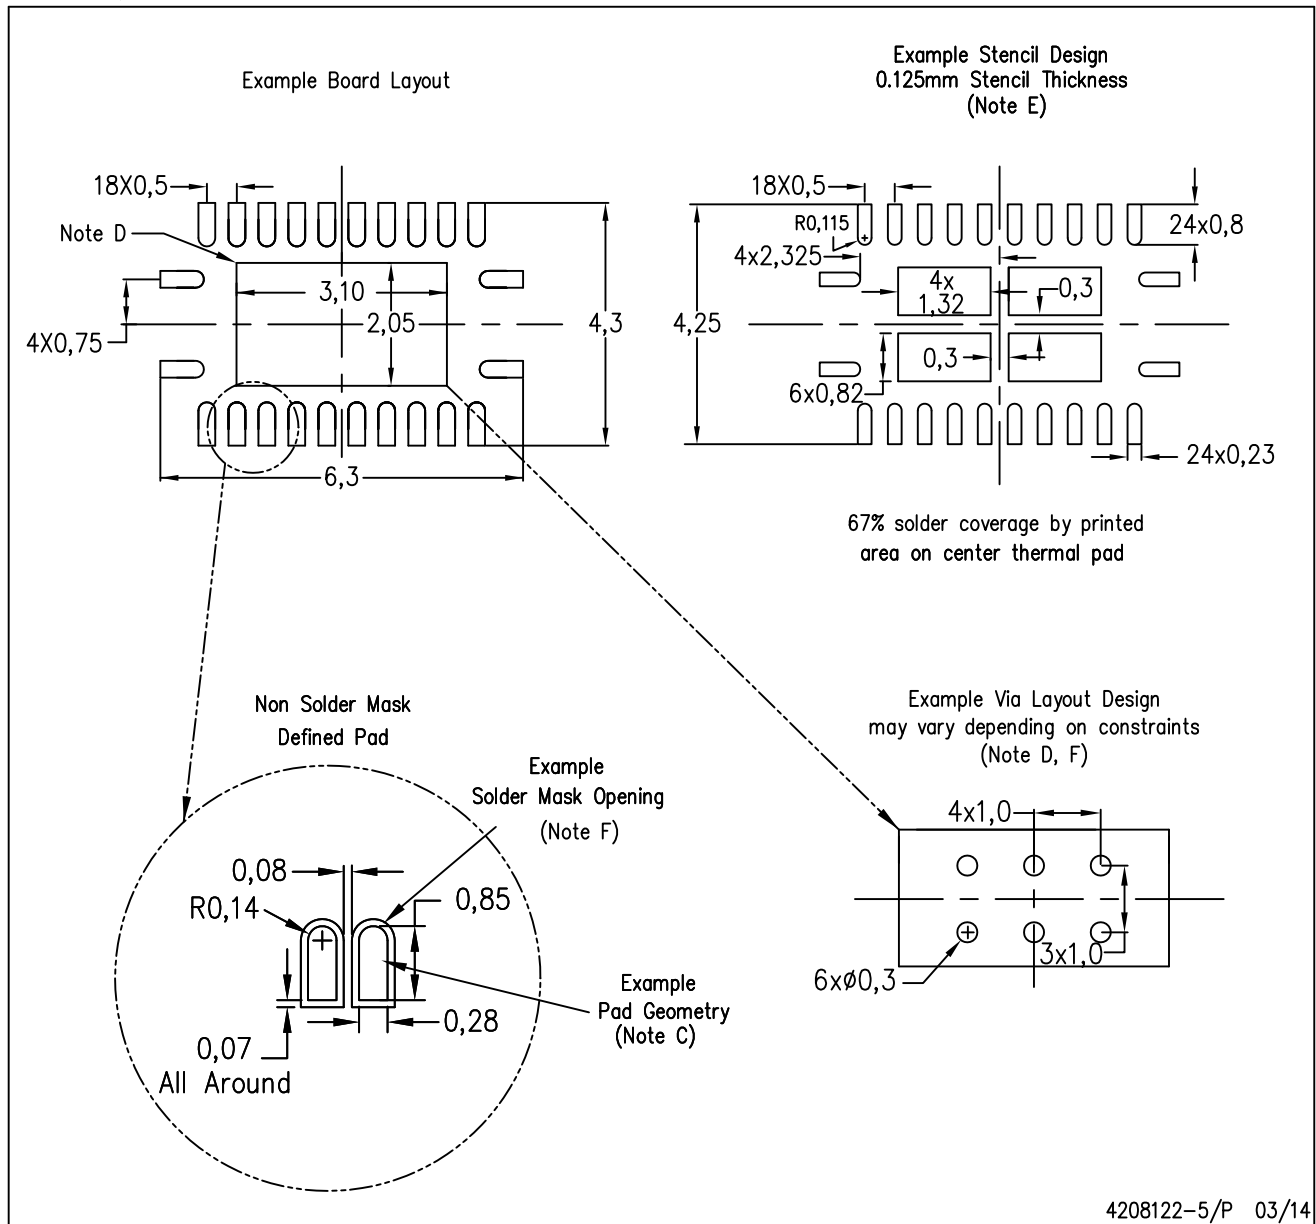 Example Board Layout
18X0,5
Note D
3,10
2,05
4,3
4X0,75
6,3
Example Stencil Design
0.125mm Stencil Thickness
(Note E)
18X0,5
R0,115
24x0,8
4x2,325
4x
1,32
0,3
4,25
0,3
6x0,82
24x0,23
67% solder coverage by printed
area on center thermal pad
Non Solder Mask
Defined Pad
Example
Solder Mask Opening
(Note F)
0,08
R0,14
0,85
Example
Pad Geometry
(Note C)
0,28
0,07
All Around
Example Via Layout Design
may vary depending on constraints
(Note D, F)
4x1,0
3x1,0
6xø0,3
4208122-5/P 03/14